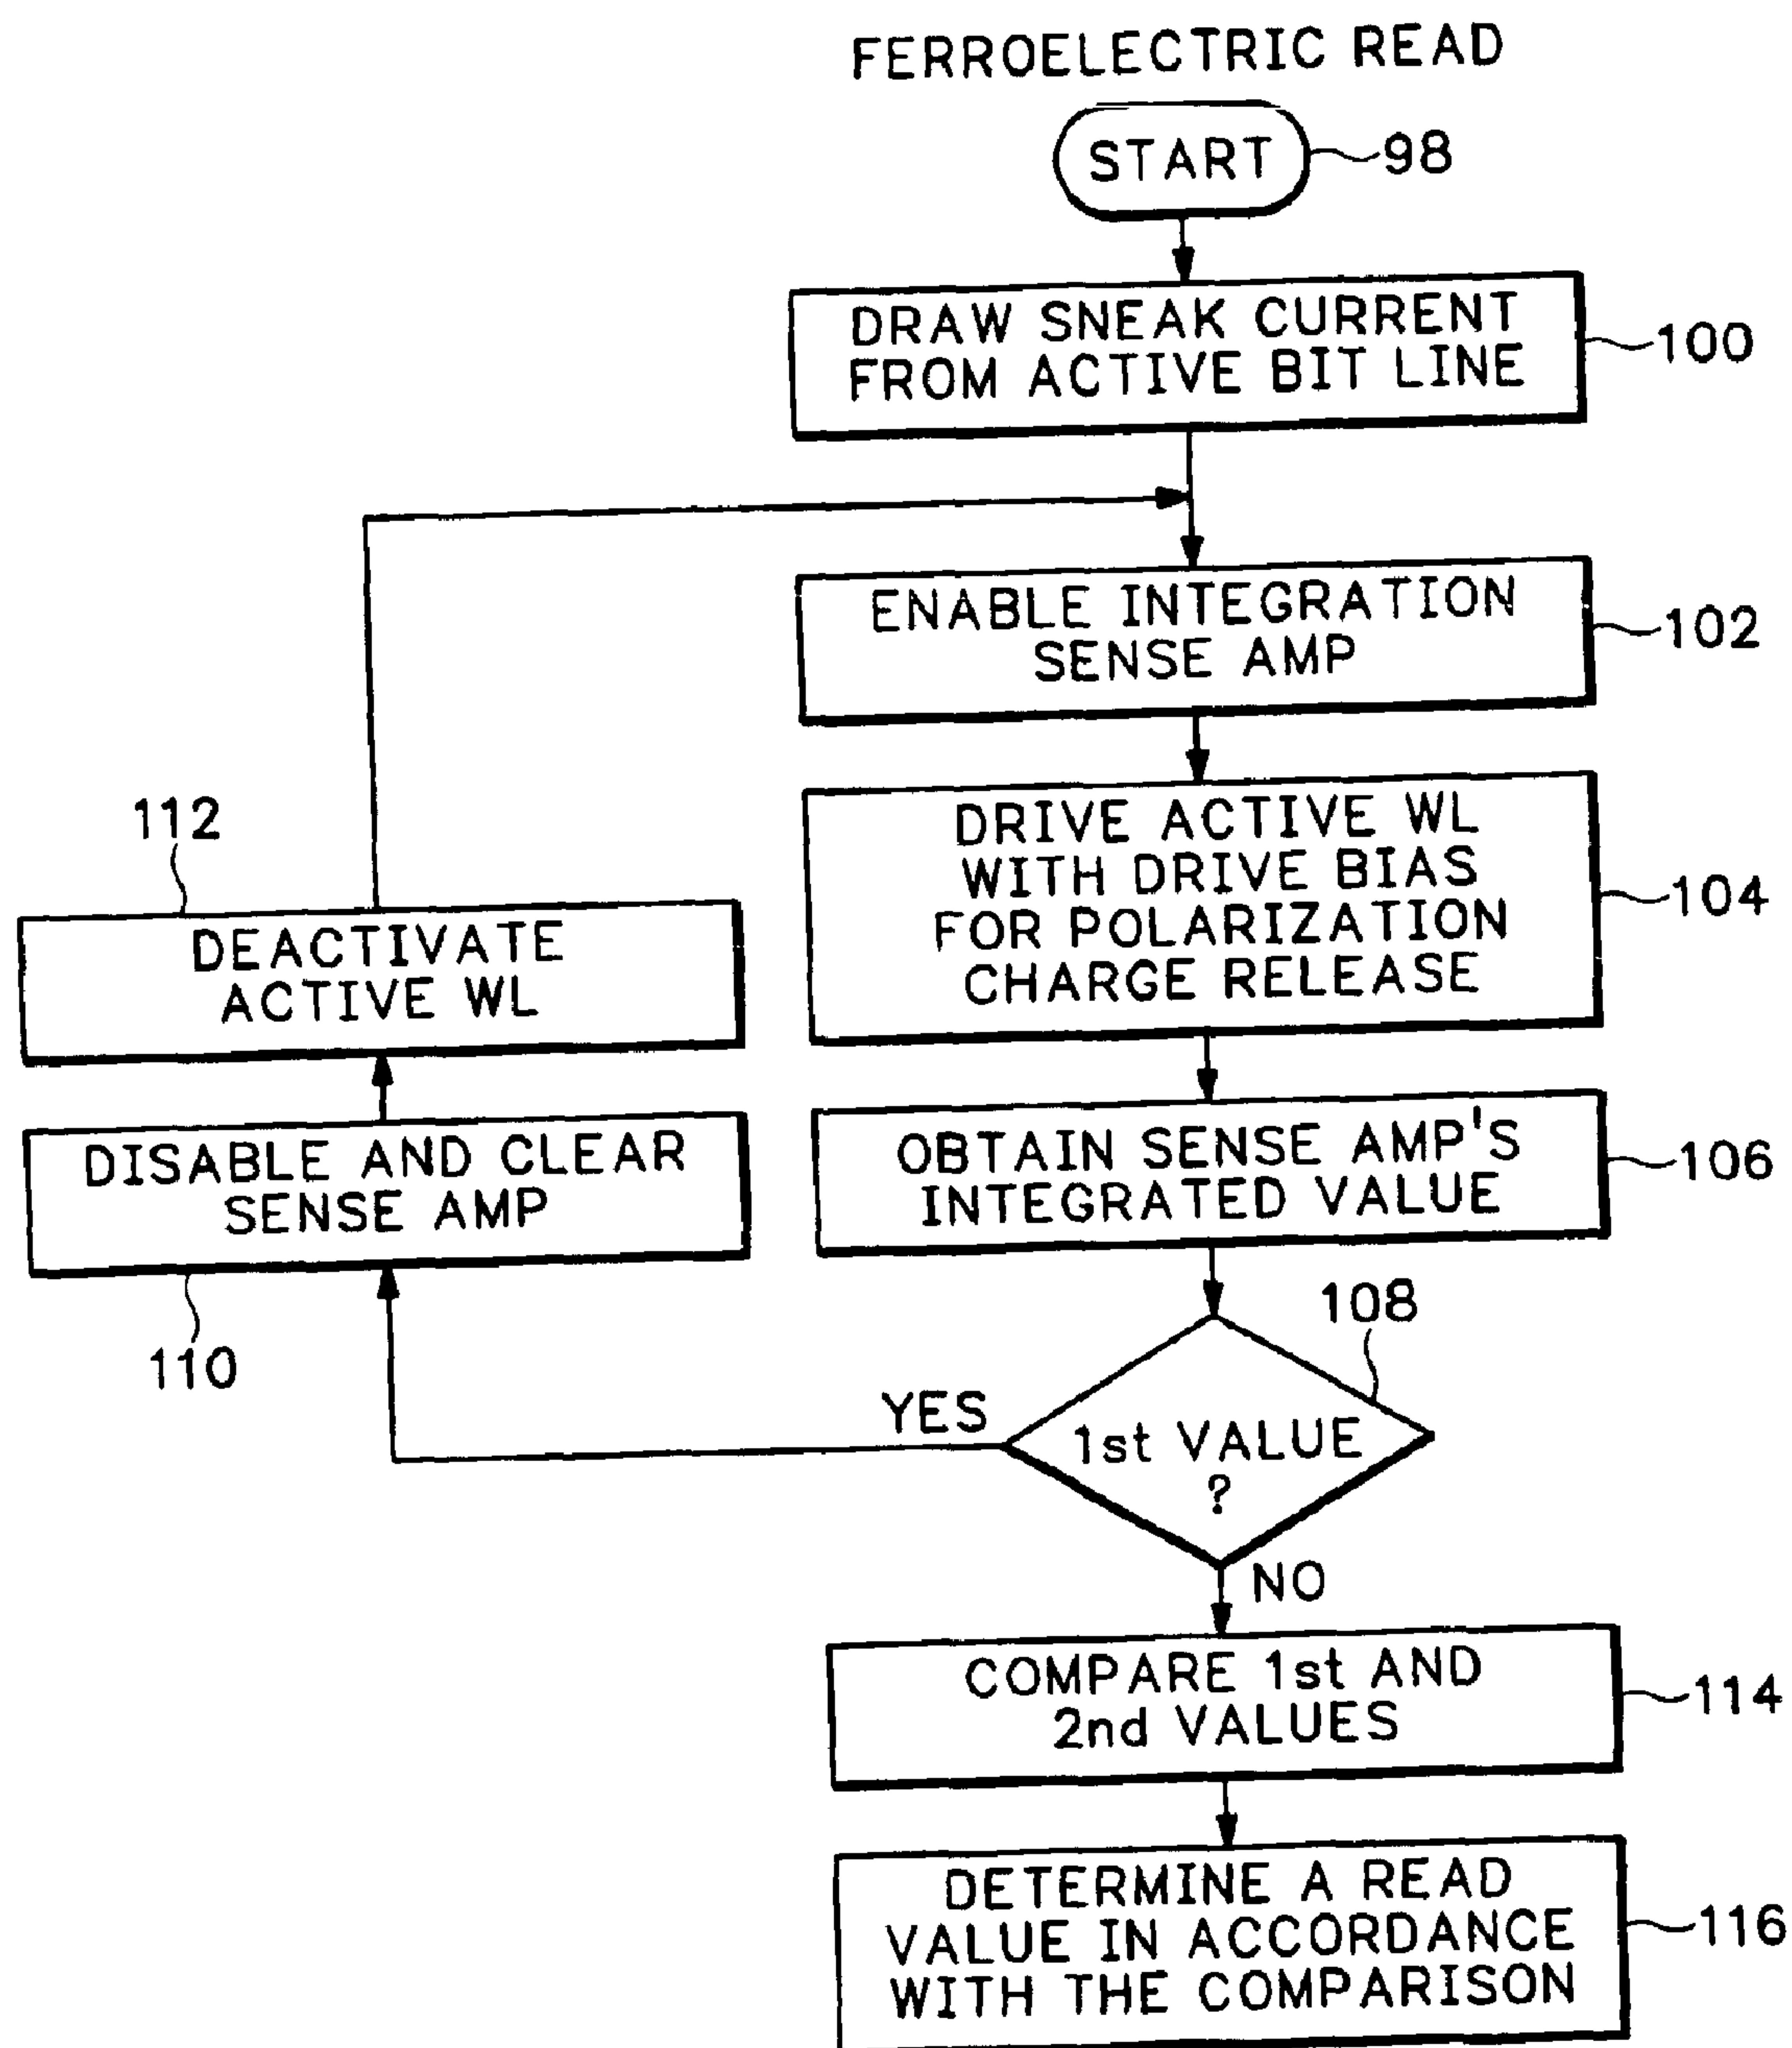 FERROELECTRIC READ
START
98
DRAW SNEAK CURRENT
FROM ACTIVE BIT LINE
100
ENABLE INTEGRATION
SENSE AMP
102
DRIVE ACTIVE WL
WITH DRIVE BIAS
FOR POLARIZATION
CHARGE RELEASE
104
112
DEACTIVATE
ACTIVE WL
DISABLE AND CLEAR
SENSE AMP
110
OBTAIN SENSE AMP'S
INTEGRATED VALUE
106
108
YES
1st VALUE
?
NO
COMPARE 1st AND
2nd VALUES
114
DETERMINE A READ
VALUE IN ACCORDANCE
WITH THE COMPARISON
116